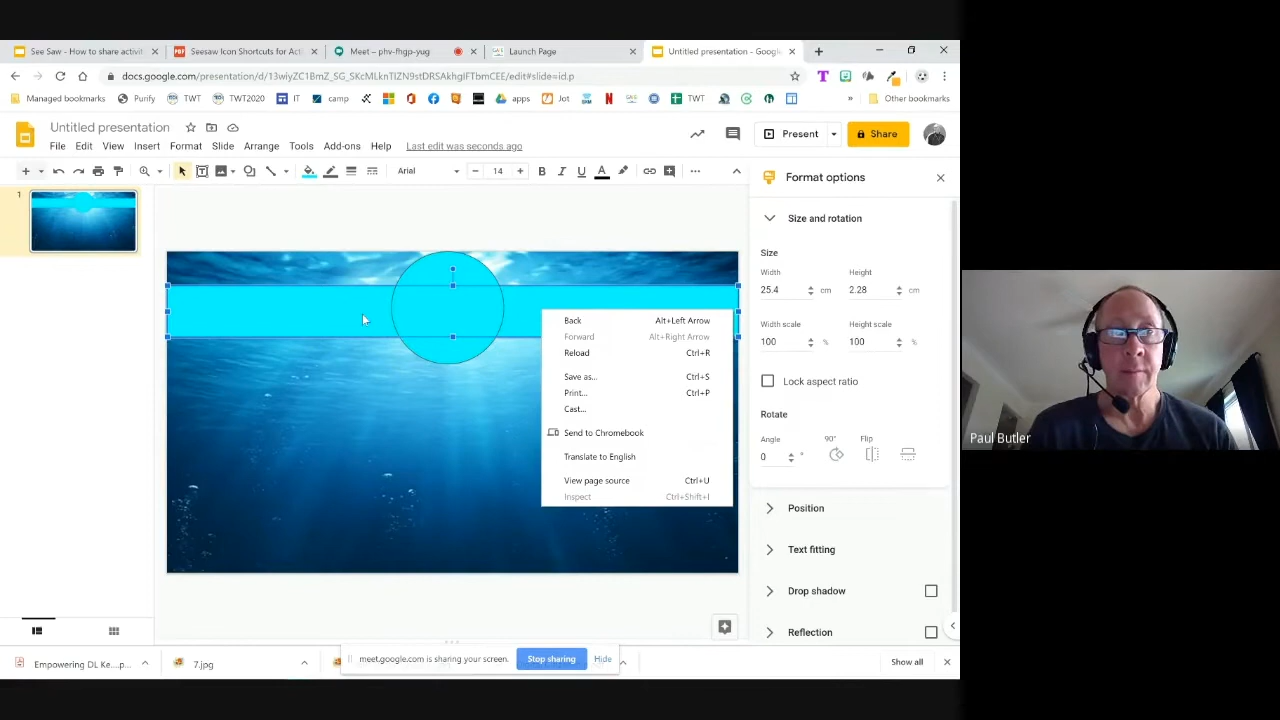 See Saw - How to share activit
Seesaw Icon Shortcuts for Act
Meet – phv-fhgp-yug
Launch Page
Untitled presentation - Google
docs.google.com/presentation/d/13wiyZC1BmZ_SG_SKcMLknTIZN9stDRSAkhgIFTbmCEE/edit#slide=id.p
Managed bookmarks
Purify
TWT
TWT2020
IT
camp
apps
Jot
TWT
Other bookmarks
Untitled presentation
File Edit View Insert Format Slide Arrange Tools Add-ons Help Last edit was seconds ago
Present
Share
Arial
14
B I U A
Format options
1
Size and rotation
Size
Width Height
25.4 cm 2.28 cm
Width scale Height scale
100 % 100 %
Lock aspect ratio
Rotate
Angle 90° Flip
0 °
Position
Text fitting
Drop shadow
Reflection
Back Alt+Left Arrow
Forward Alt+Right Arrow
Reload Ctrl+R
Save as... Ctrl+S
Print... Ctrl+P
Cast...
Send to Chromebook
Translate to English
View page source Ctrl+U
Inspect Ctrl+Shift+I
Empowering DL Ke....p...
7.jpg
meet.google.com is sharing your screen.
Stop sharing
Hide
Show all
Paul Butler